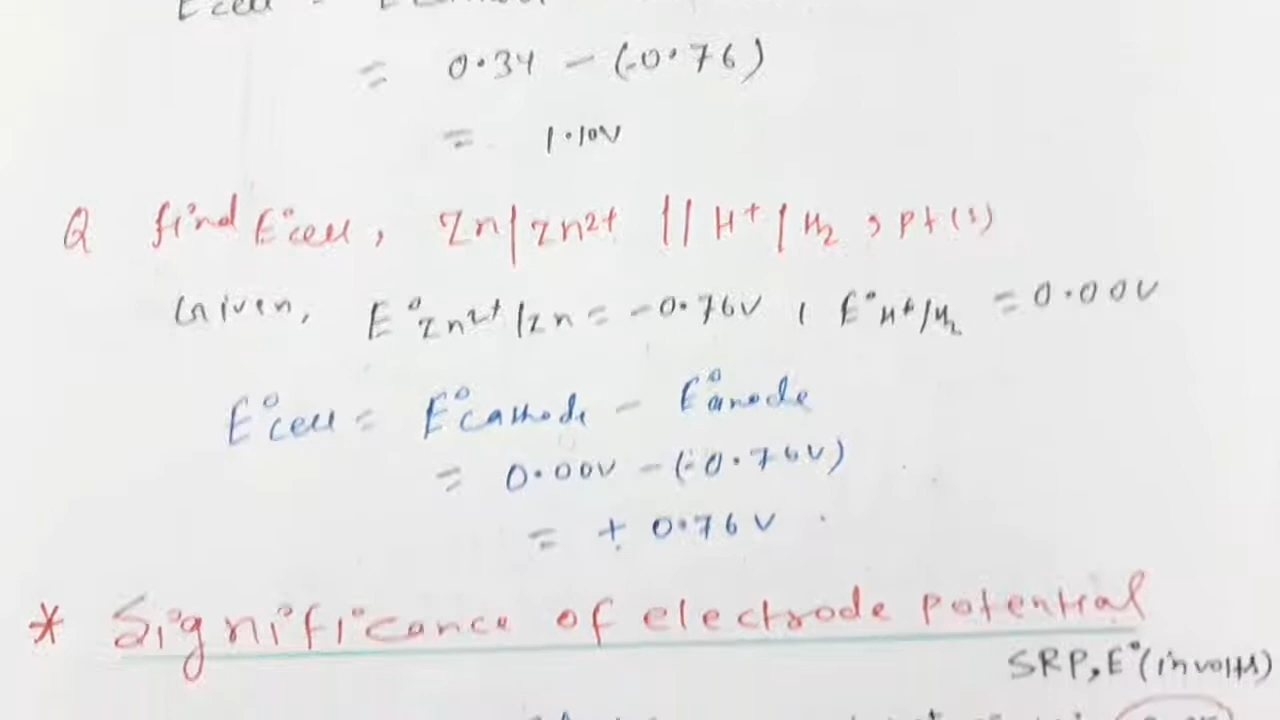 E°cell =
= 0.34 - (-0.76)
= 1.10V
Q find E°cell, Zn/Zn2+ || H+/H2, Pt(s)
Given, E°Zn2+/Zn = -0.76V, E°H+/H2 = 0.00V
E°cell = E°cathode - E°anode
= 0.00V - (-0.76V)
= + 0.76V
* Significance of electrode potential
SRP, E°(in volts)